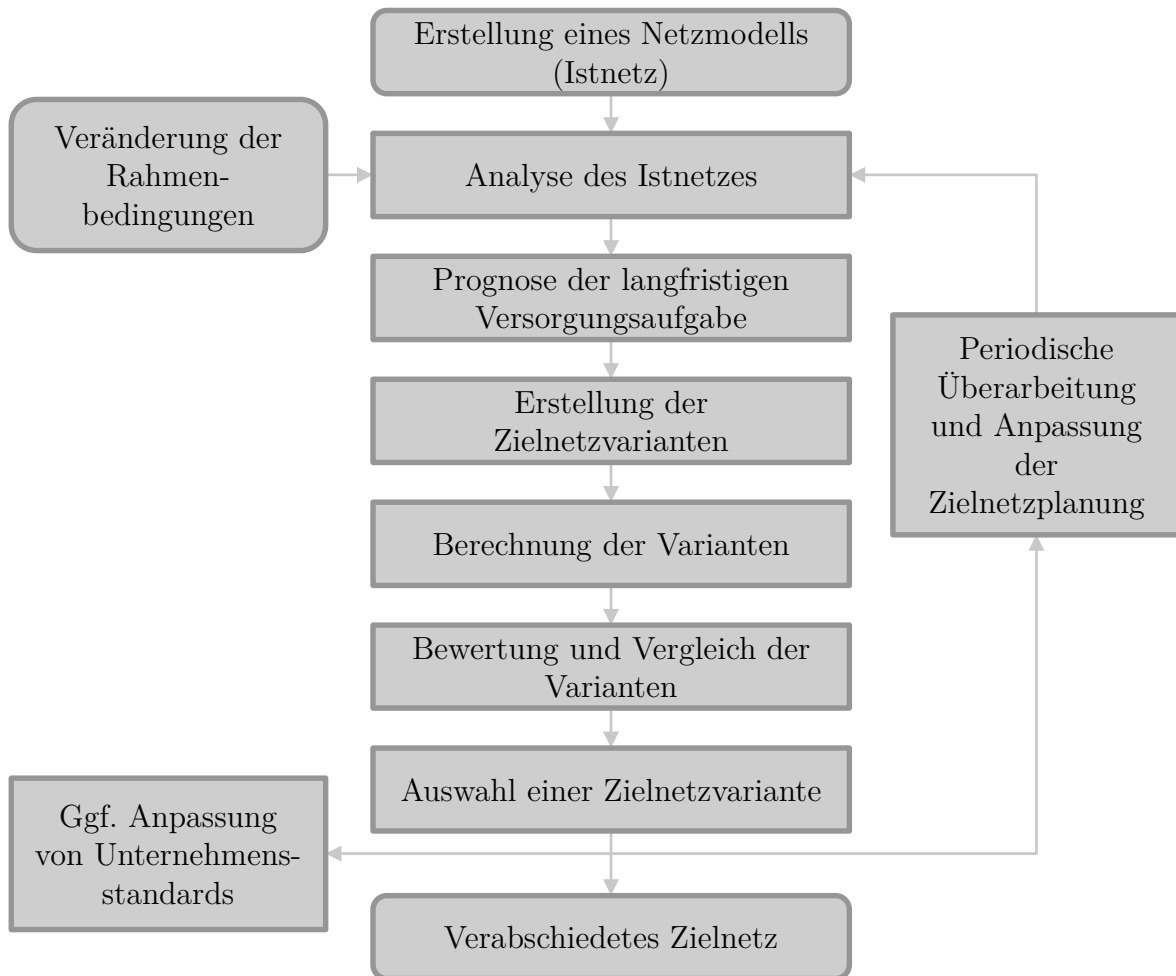 Erstellung eines Netzmodells
(Istnetz)
Veränderung der
Rahmen-
bedingungen
Analyse des Istnetzes
Prognose der langfristigen
Versorgungsaufgabe
Periodische
Überarbeitung
und Anpassung
der
Zielnetzplanung
Erstellung der
Zielnetzvarianten
Berechnung der Varianten
Bewertung und Vergleich der
Varianten
Auswahl einer Zielnetzvariante
Ggf. Anpassung
von Unternehmens-
standards
Verabschiedetes Zielnetz